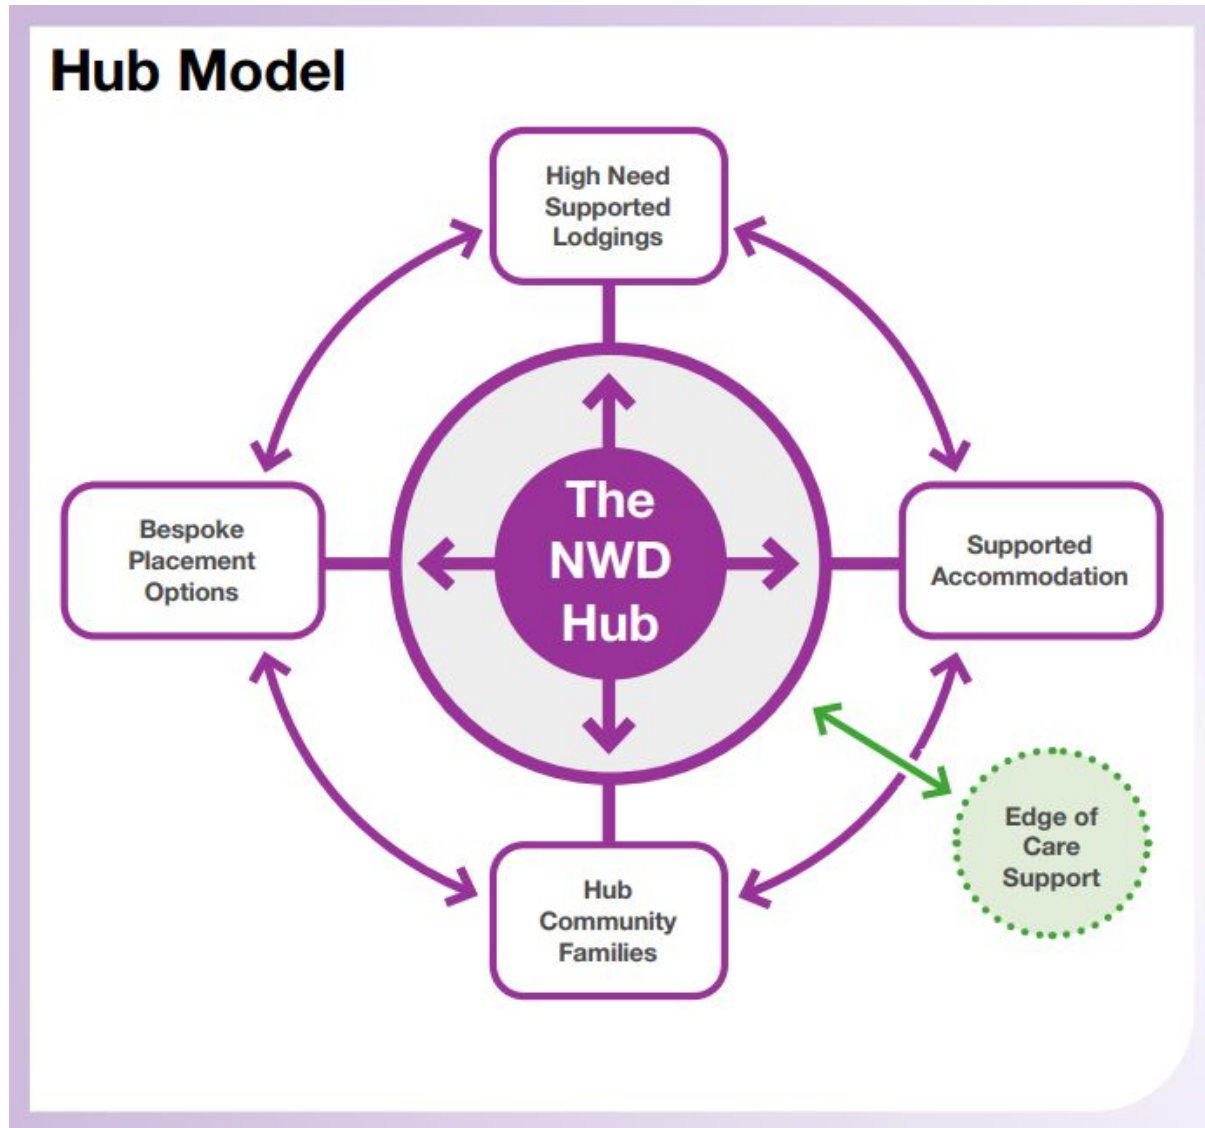 Hub Model
High Need
Supported
Lodgings
Bespoke
Placement
Options
The
NWD
Hub
Supported
Accommodation
Edge of
Care
Support
Hub
Community
Families